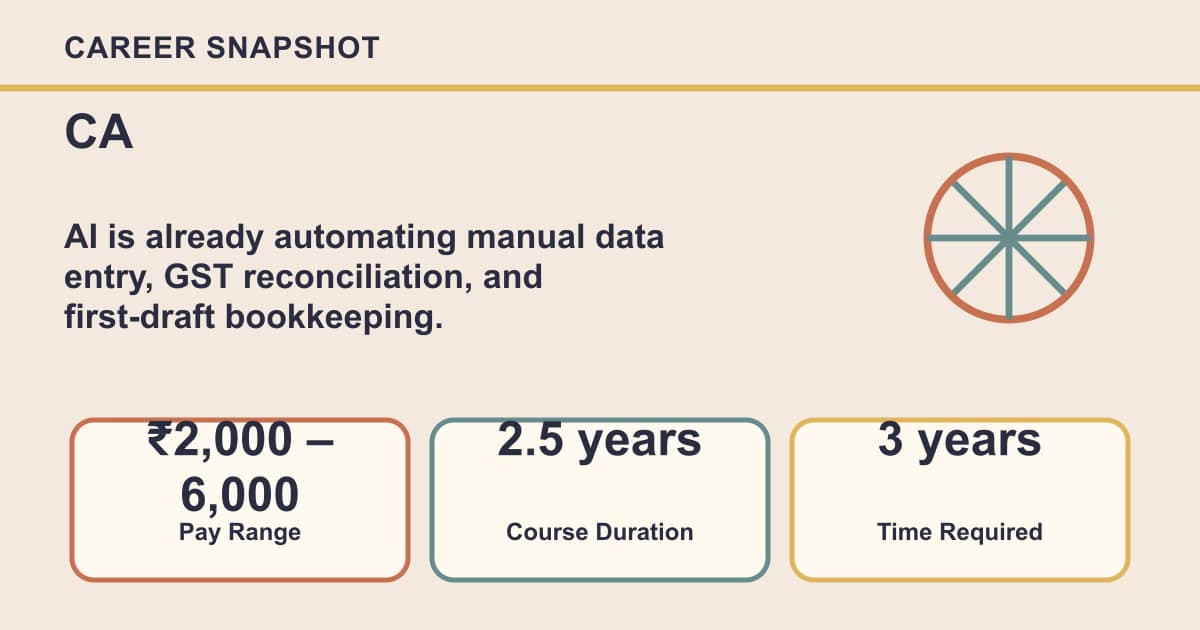 CAREER SNAPSHOT
CA
AI is already automating manual data
entry, GST reconciliation, and
first-draft bookkeeping.
₹2,000 –
6,000
Pay Range
2.5 years
Course Duration
3 years
Time Required